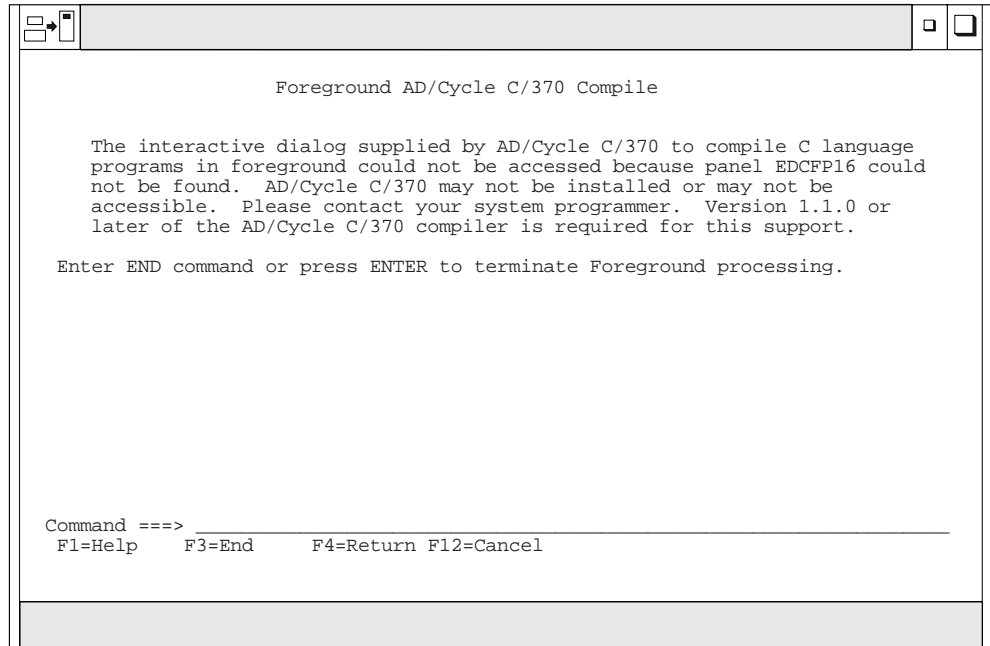 Foreground AD/Cycle C/370 Compile
The interactive dialog supplied by AD/Cycle C/370 to compile C language
programs in foreground could not be accessed because panel EDCFP16 could
not be found.  AD/Cycle C/370 may not be installed or may not be
accessible.  Please contact your system programmer.  Version 1.1.0 or
later of the AD/Cycle C/370 compiler is required for this support.
Enter END command or press ENTER to terminate Foreground processing.
Command ===> _______________________________________________
F1=Help    F3=End     F4=Return F12=Cancel